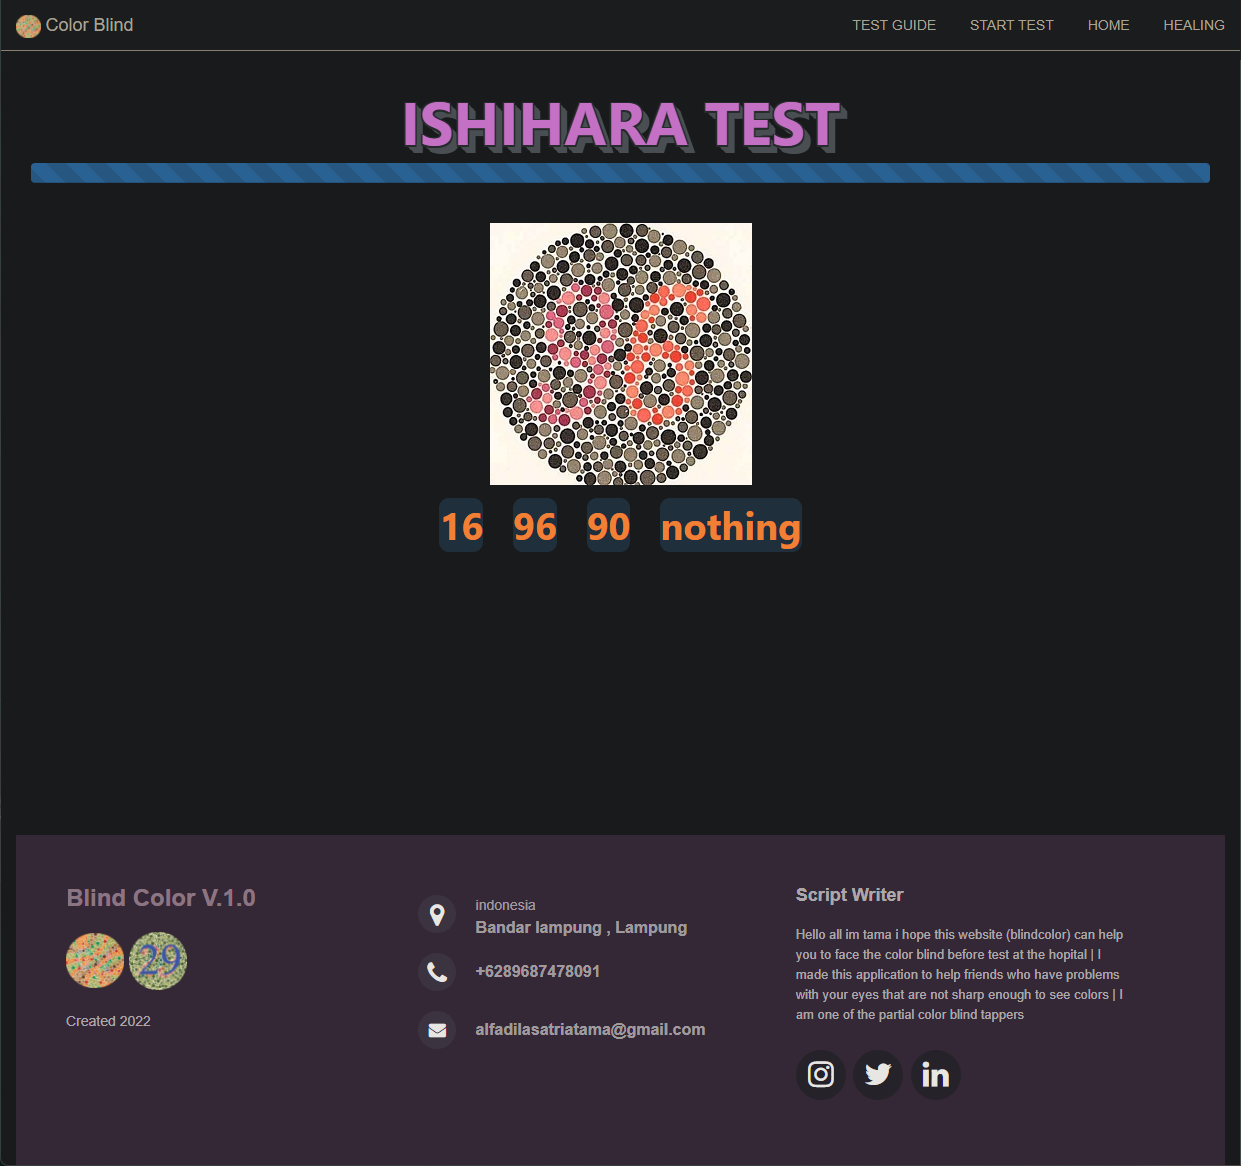 Color Blind
TEST GUIDE
START TEST
HOME
HEALING
ISHIHARA TEST
96
16
96
90
nothing
Blind Color V.1.0
29
Created 2022
indonesia
Bandar lampung , Lampung
+6289687478091
alfadilasatriatama@gmail.com
Script Writer
Hello all im tama i hope this website (blindcolor) can help
you to face the color blind before test at the hopital | I
made this application to help friends who have problems
with your eyes that are not sharp enough to see colors | I
am one of the partial color blind tappers
in